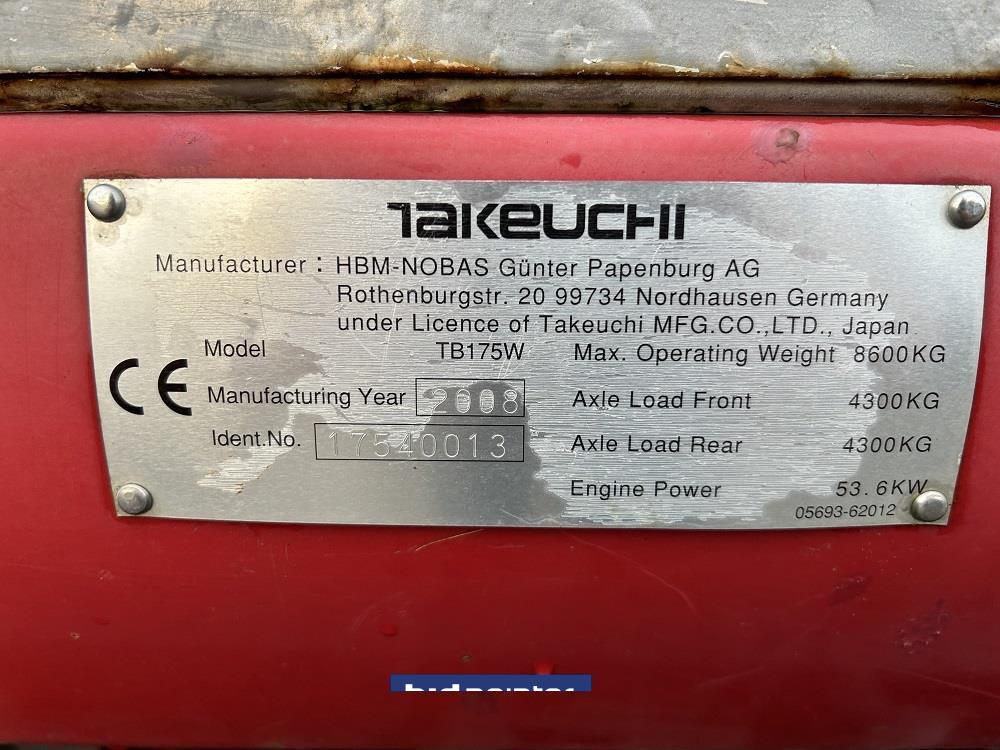 TAKEUCHI
Manufacturer : HBM-NOBAS Günter Papenburg AG
Rothenburgstr. 20 99734 Nordhausen Germany
under Licence of Takeuchi MFG.CO.,LTD., Japan
Model TB175W Max. Operating Weight 8600KG
CE Manufacturing Year 2008 Axle Load Front 4300KG
Ident.No. 17540013 Axle Load Rear 4300KG
Engine Power 53.6KW
05693-62012